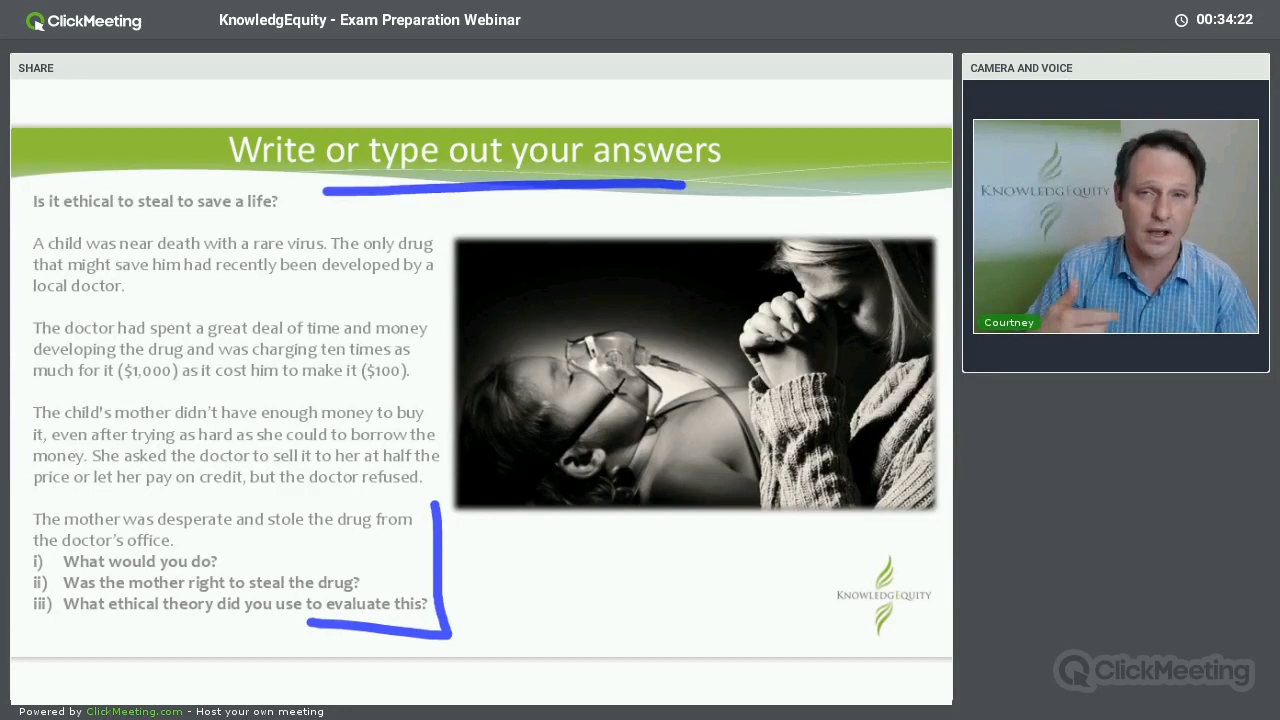 ClickMeeting
KnowledgEquity - Exam Preparation Webinar
00:34:22
SHARE
CAMERA AND VOICE
Write or type out your answers
Is it ethical to steal to save a life?
A child was near death with a rare virus. The only drug
that might save him had recently been developed by a
local doctor.
The doctor had spent a great deal of time and money
developing the drug and was charging ten times as
much for it ($1,000) as it cost him to make it ($100).
The child's mother didn't have enough money to buy
it, even after trying as hard as she could to borrow the
money. She asked the doctor to sell it to her at half the
price or let her pay on credit, but the doctor refused.
The mother was desperate and stole the drug from
the doctor's office.
i) What would you do?
ii) Was the mother right to steal the drug?
iii) What ethical theory did you use to evaluate this?
KNOWLEDGEQUITY
KNOWLEDGEQUITY
Courtney
ClickMeeting
Powered by ClickMeeting.com - Host your own meeting